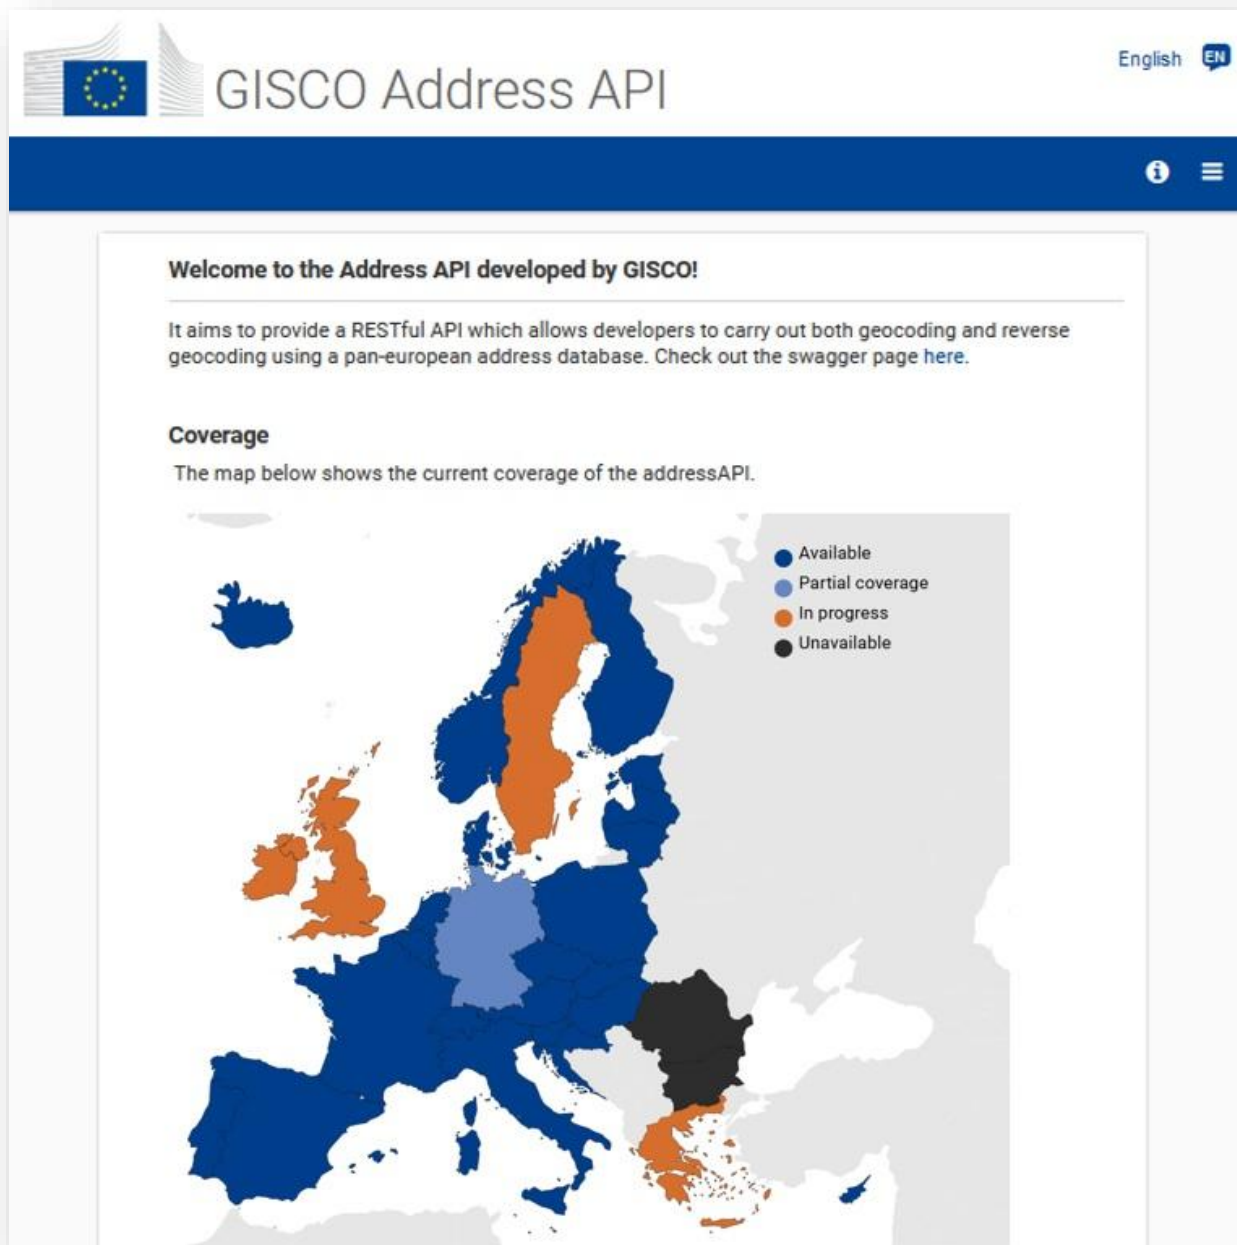 GISCO Address API
English EN
Welcome to the Address API developed by GISCO!
It aims to provide a RESTful API which allows developers to carry out both geocoding and reverse
geocoding using a pan-european address database. Check out the swagger page here.
Coverage
The map below shows the current coverage of the addressAPI.
Available
Partial coverage
In progress
Unavailable